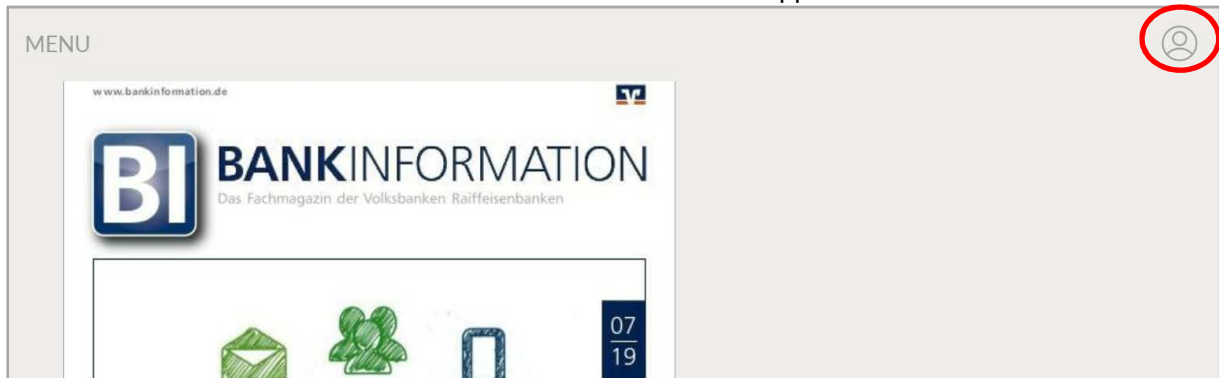 MENU
www.bankinformation.de
BI
BANKINFORMATION
Das Fachmagazin der Volksbanken Raiffeisenbanken
07
19